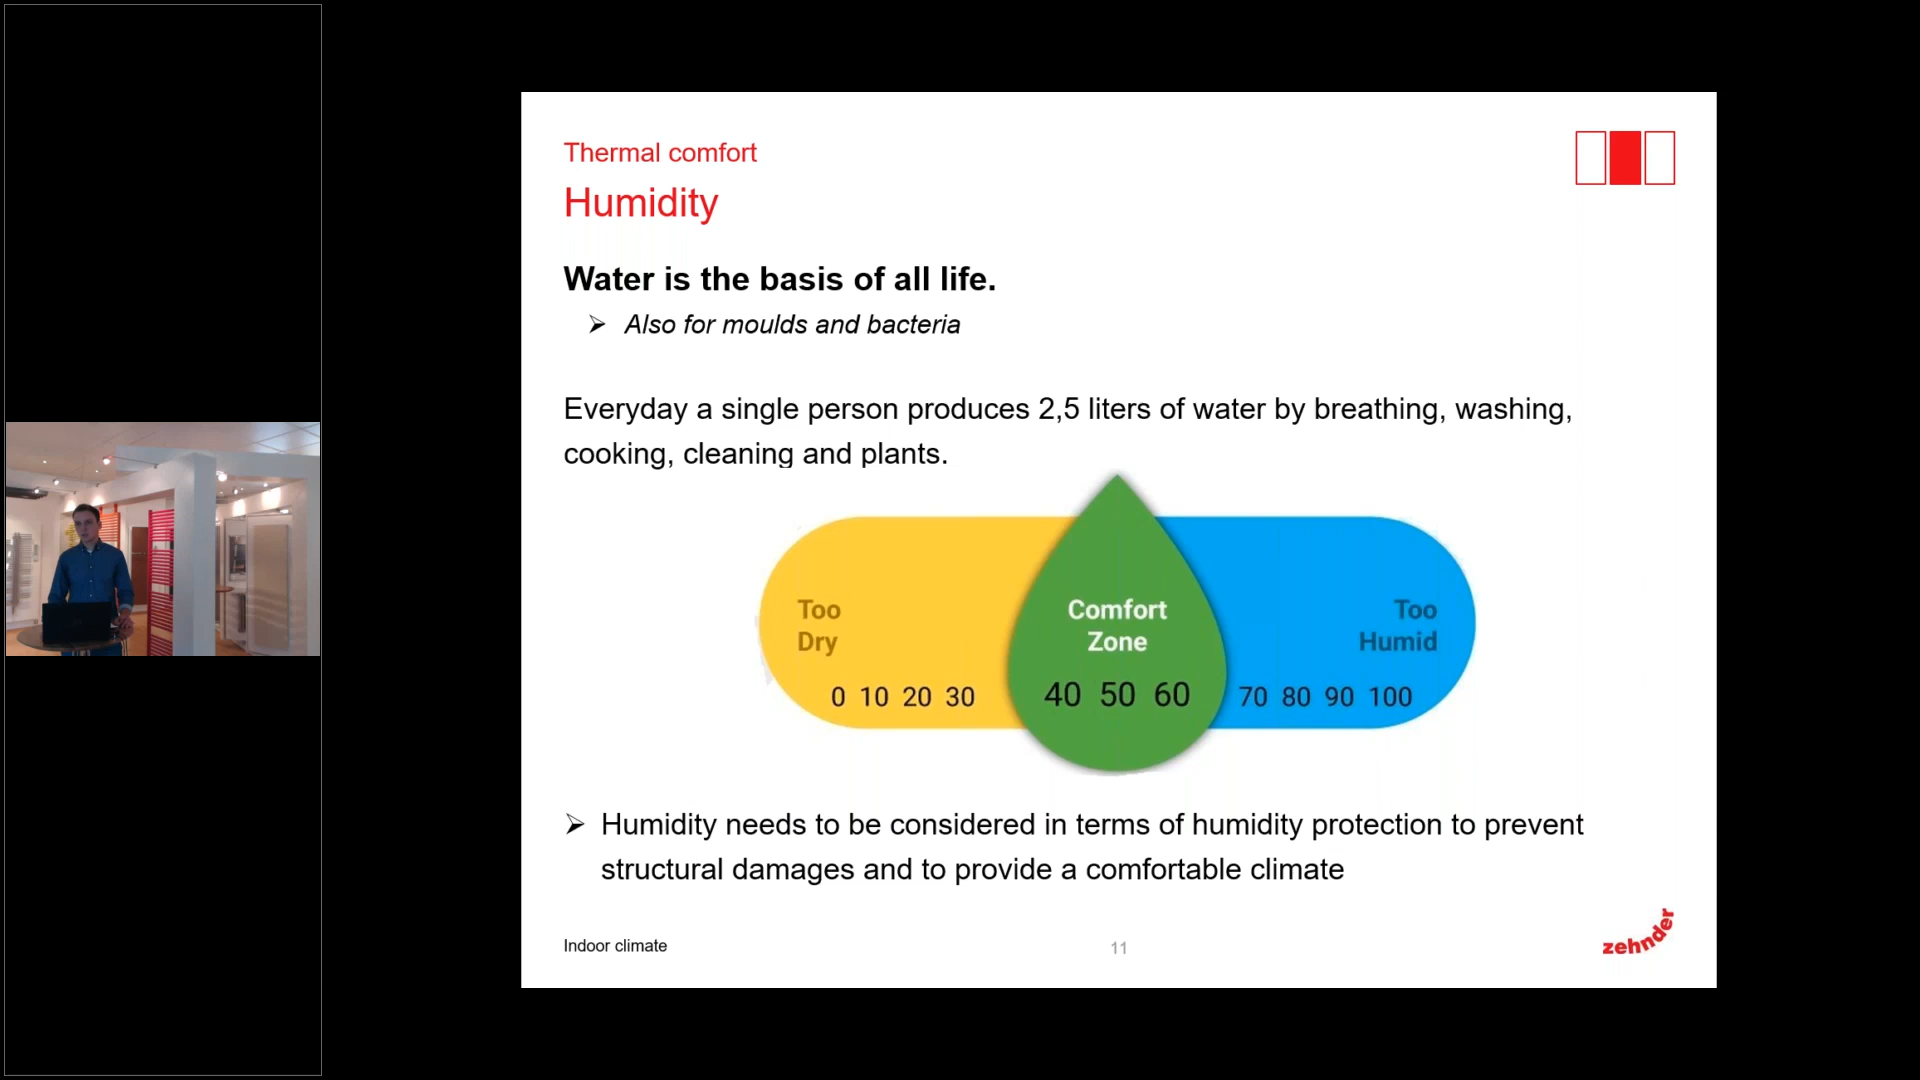 Thermal comfort
Humidity
Water is the basis of all life.
Also for moulds and bacteria
Everyday a single person produces 2,5 liters of water by breathing, washing,
cooking, cleaning and plants.
Too
Dry
0 10 20 30
Comfort
Zone
40 50 60
Too
Humid
70 80 90 100
Humidity needs to be considered in terms of humidity protection to prevent
structural damages and to provide a comfortable climate
Indoor climate
11
zehnder